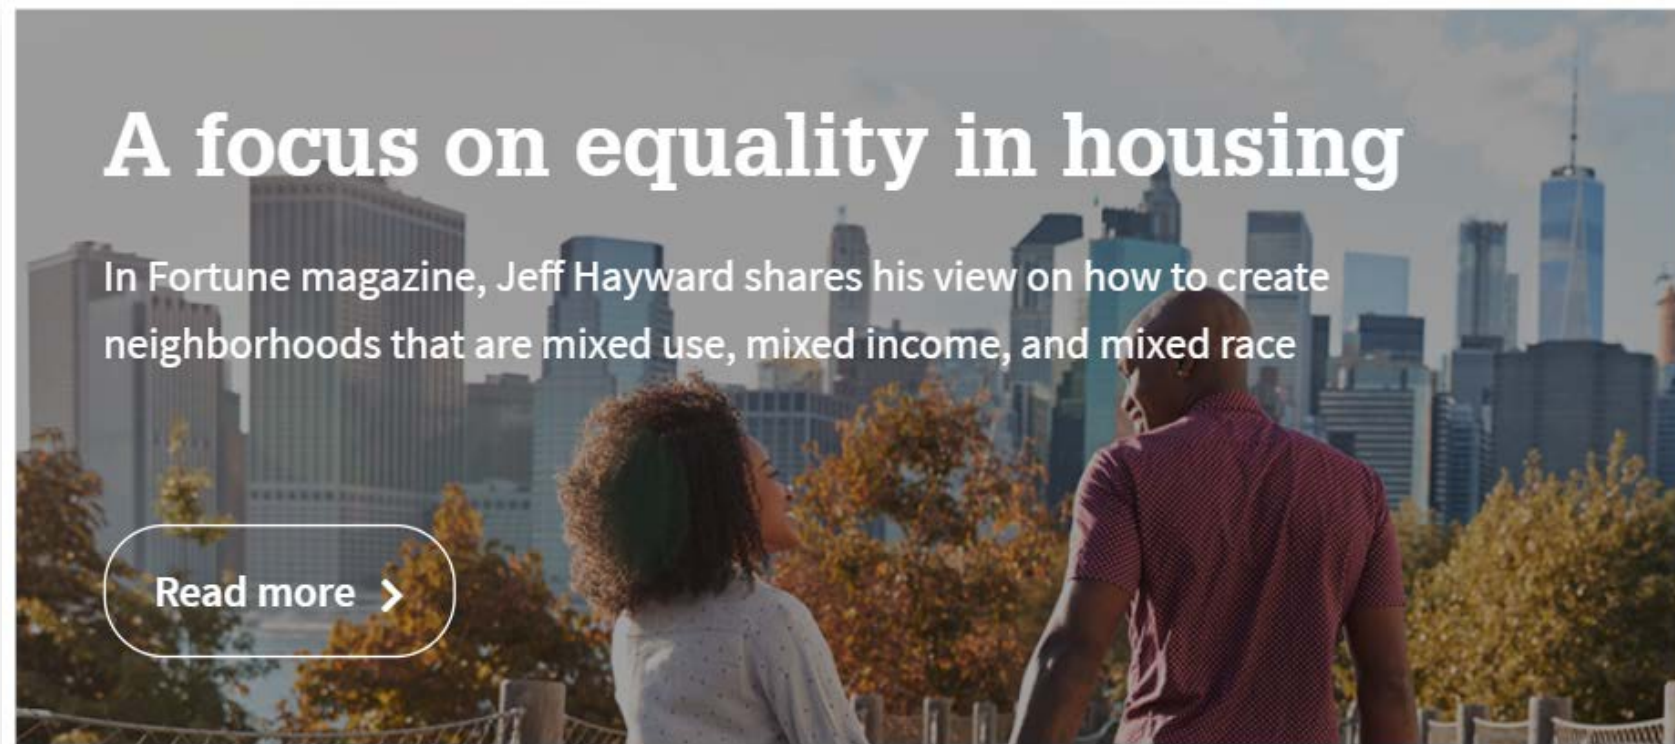 A focus on equality in housing
In Fortune magazine, Jeff Hayward shares his view on how to create
neighborhoods that are mixed use, mixed income, and mixed race
Read more